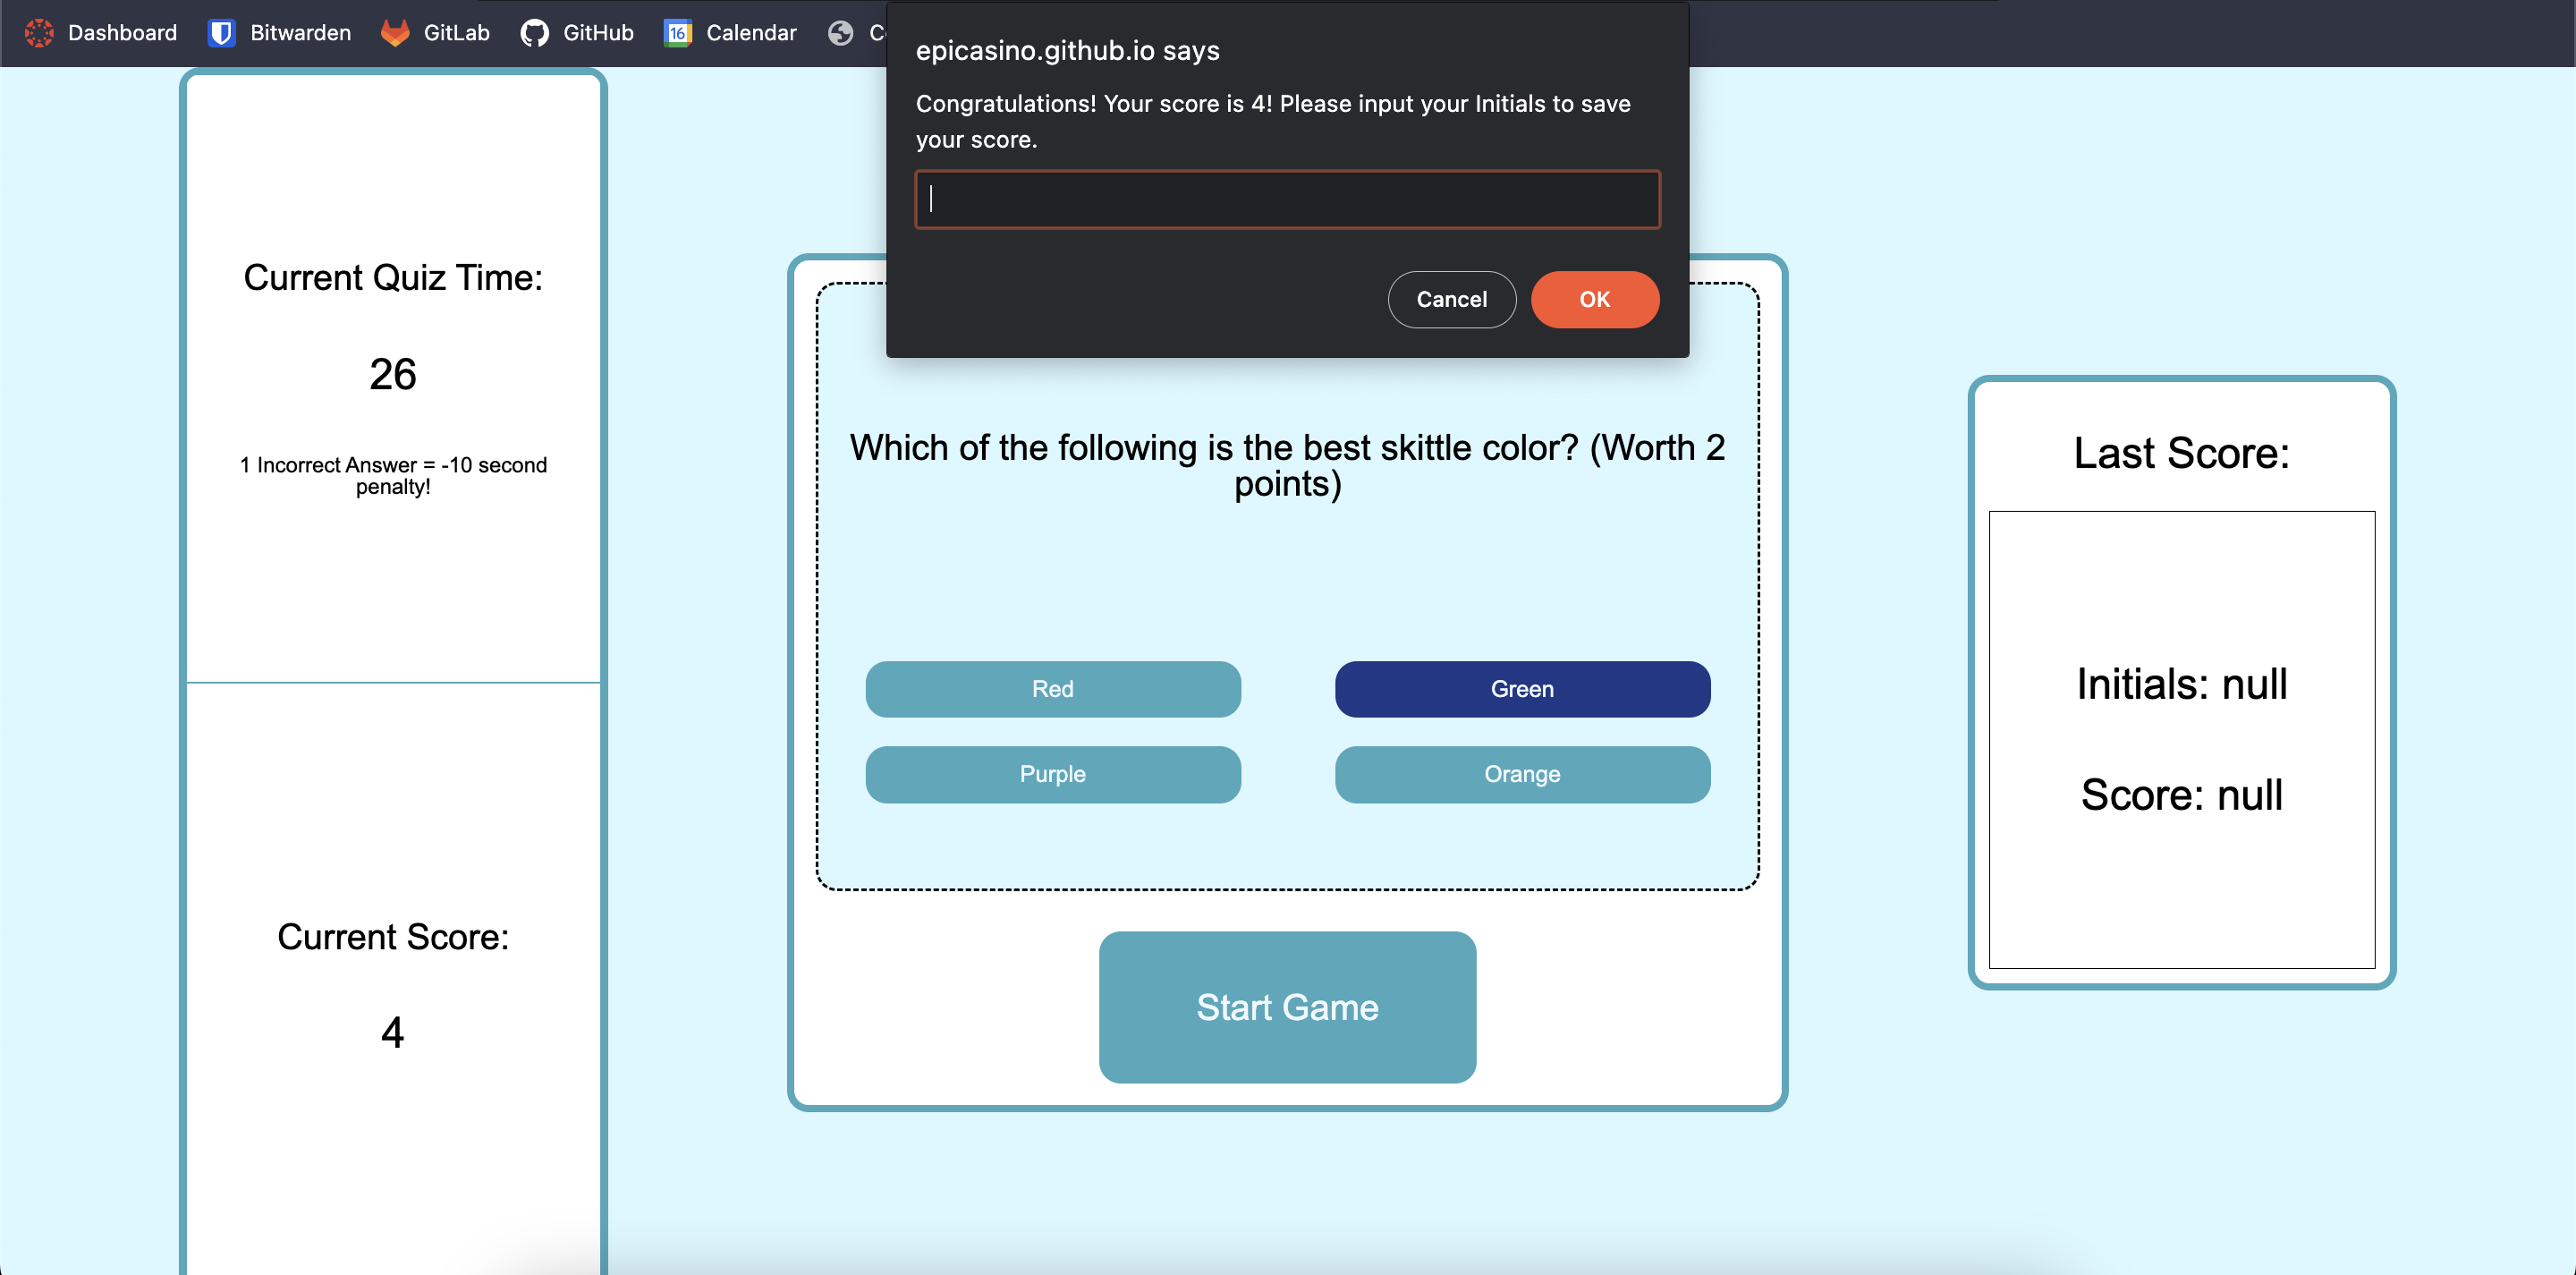 Dashboard
Bitwarden
GitLab
GitHub
16
Calendar
epicasino.github.io says
Congratulations! Your score is 4! Please input your Initials to save
your score.
Cancel
OK
Current Quiz Time:
26
1 Incorrect Answer = -10 second
penalty!
Current Score:
4
Which of the following is the best skittle color? (Worth 2
points)
Red
Green
Purple
Orange
Start Game
Last Score:
Initials: null
Score: null